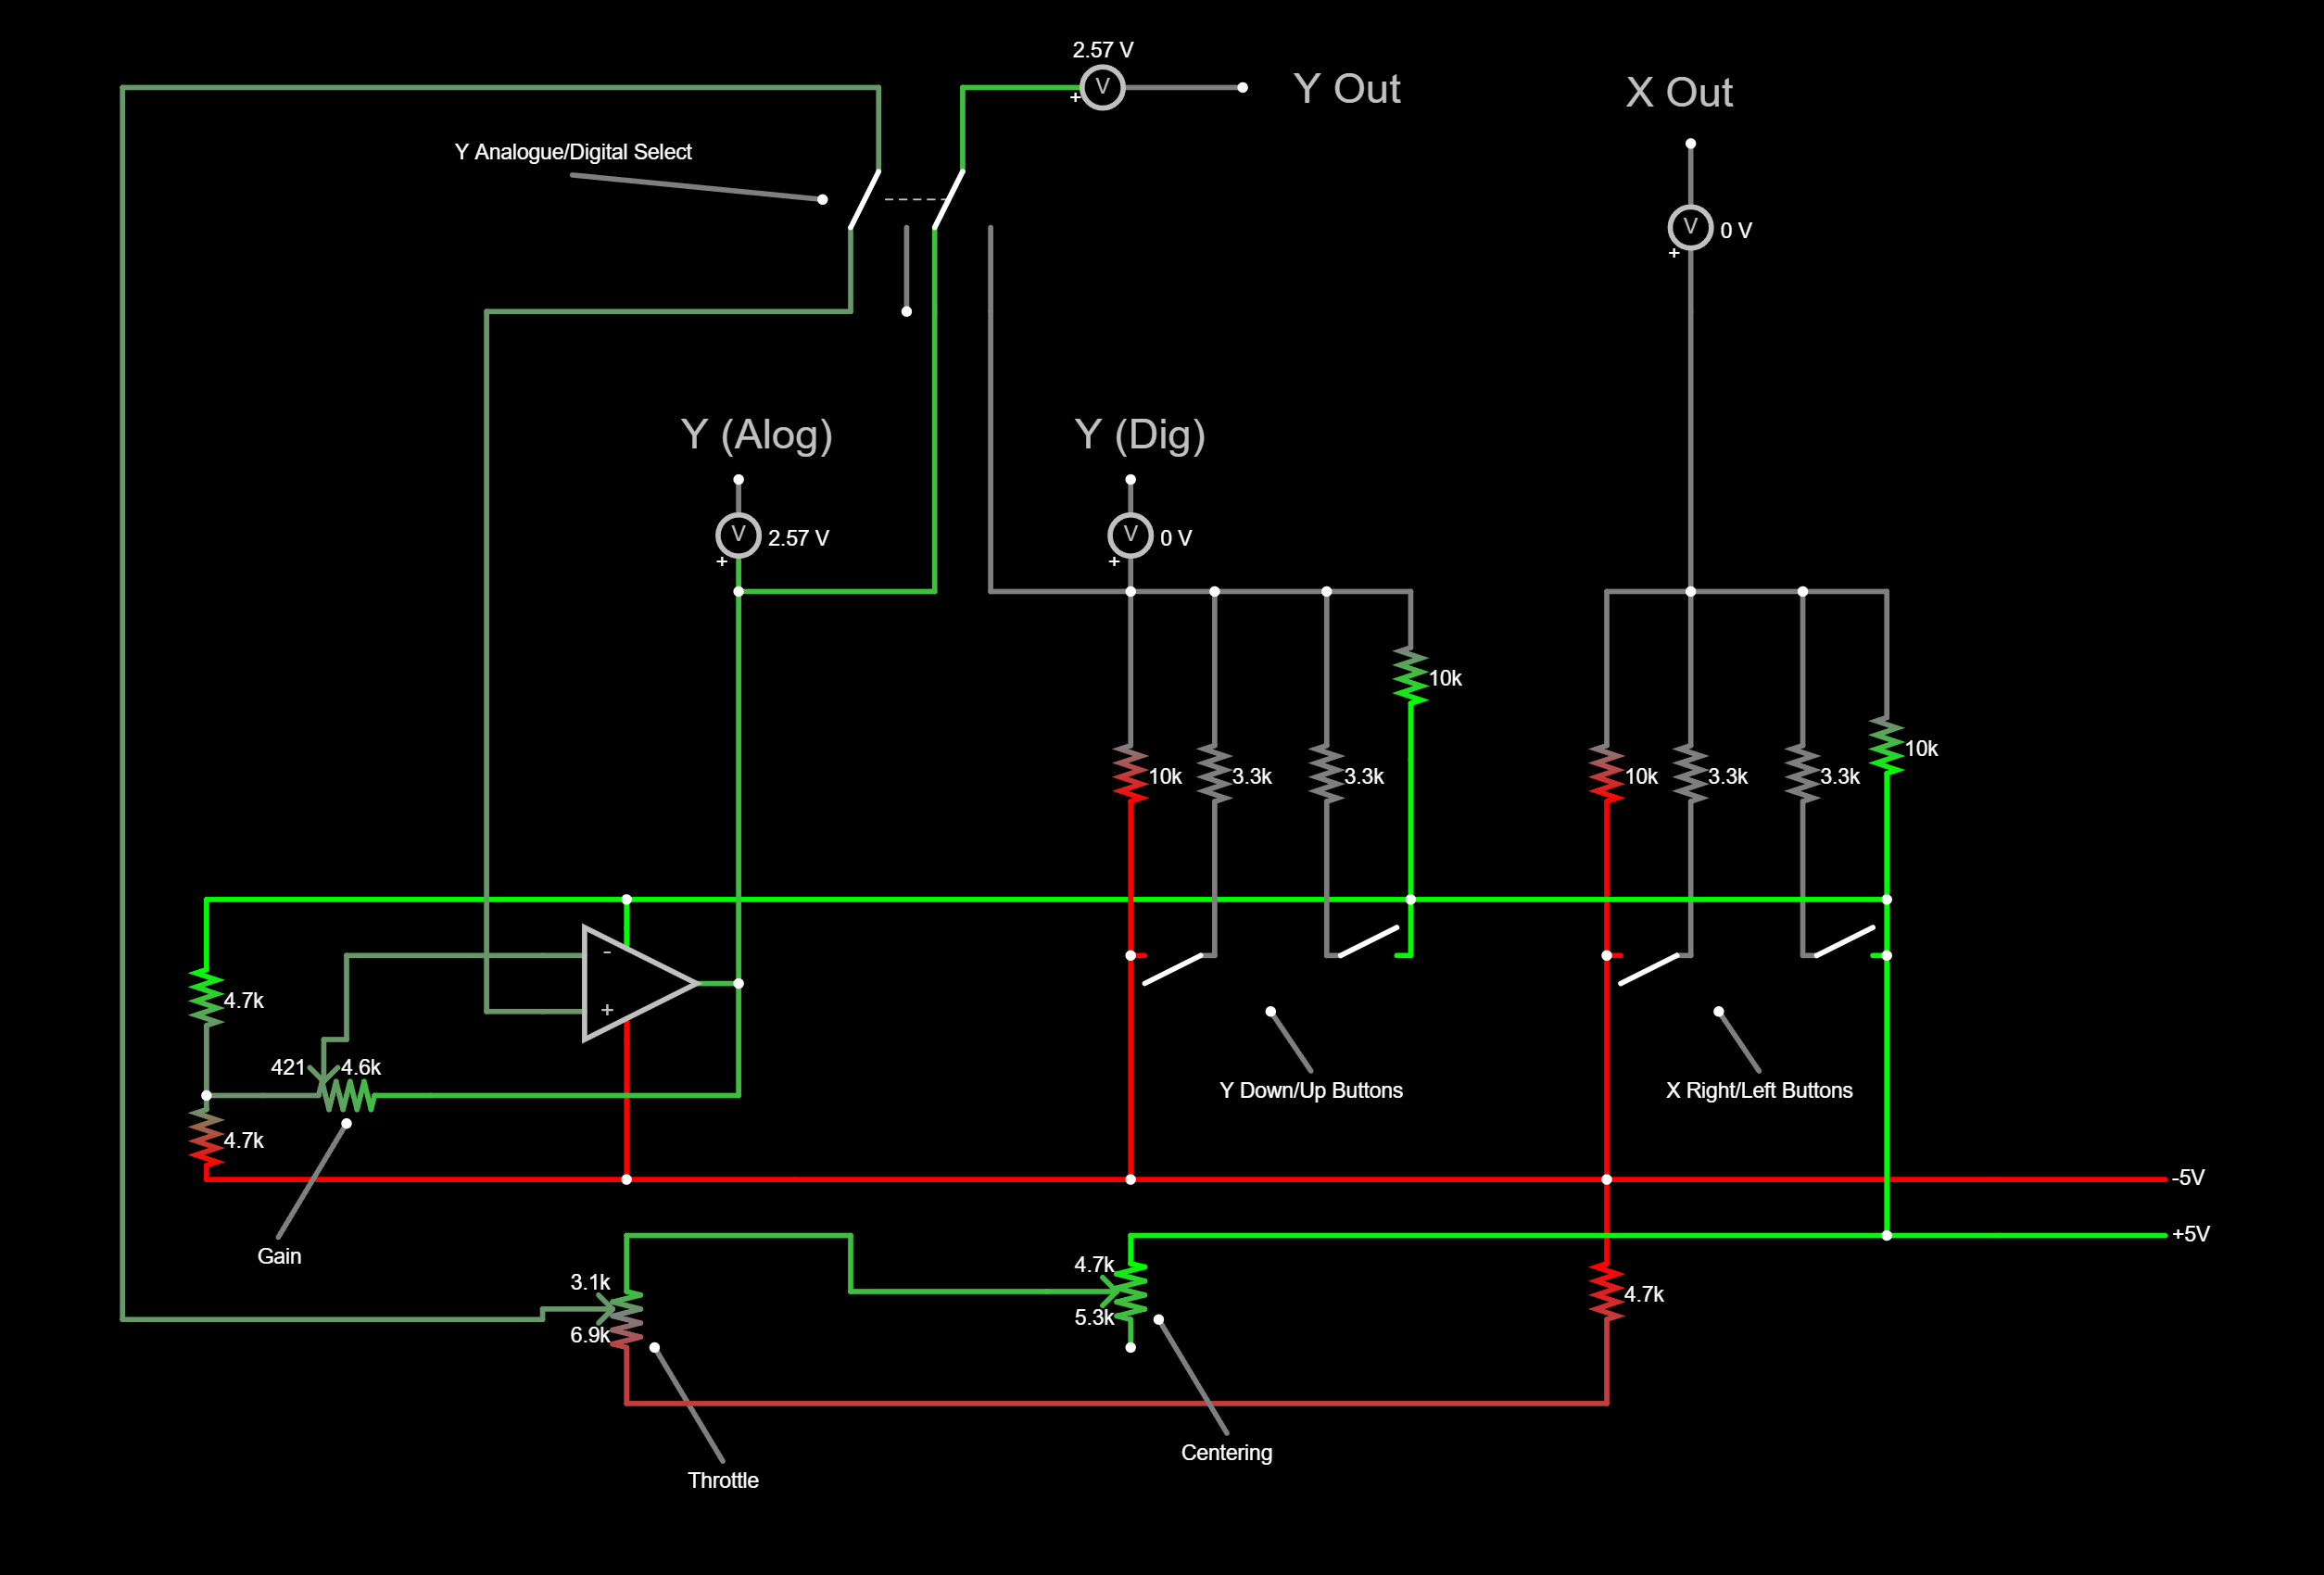 2.57 V
V
+
Y Out
X Out
Y Analogue/Digital Select
V
0 V
+
Y (Alog)
Y (Dig)
V
2.57 V
+
V
0 V
+
10k
10k
10k
3.3k
3.3k
10k
3.3k
3.3k
-
+
4.7k
421
4.6k
4.7k
Y Down/Up Buttons
X Right/Left Buttons
-5V
+5V
Gain
3.1k
6.9k
4.7k
5.3k
4.7k
Centering
Throttle